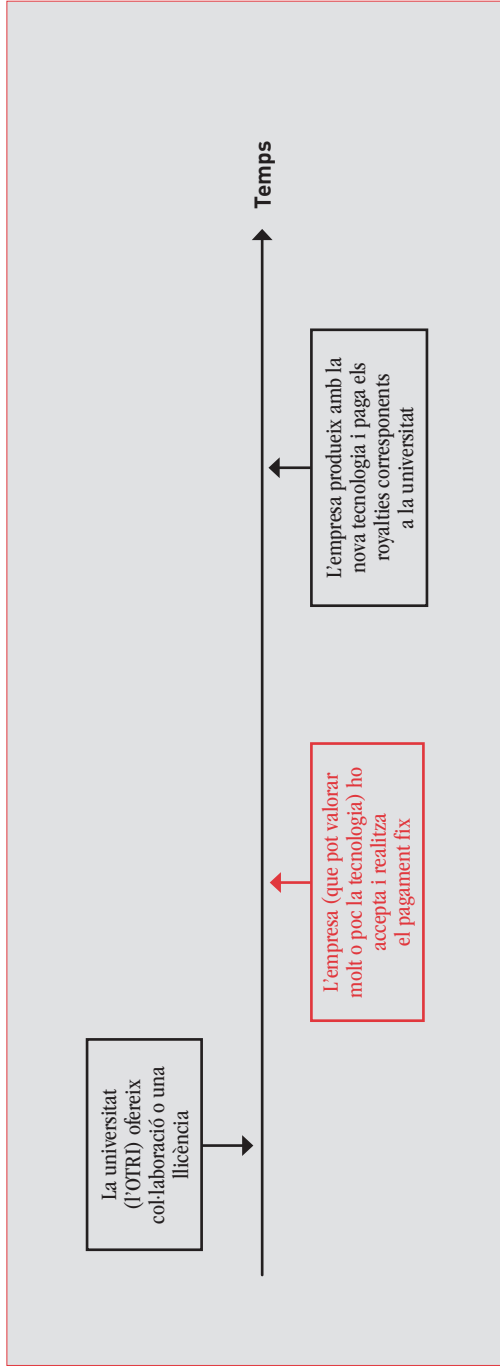 La universitat
(l'OTRI) ofereix
col·laboració o una
llicència
L'empresa (que pot valorar
molt o poc la tecnologia) ho
accepta i realitza
el pagament fix
L'empresa produeix amb la
nova tecnologia i paga els
royalties corresponents
a la universitat
Temps